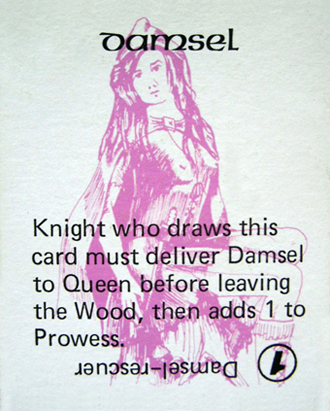 Damsel
Knight who draws this
card must deliver Damsel
to Queen before leaving
the Wood, then adds 1 to
Prowess.
Damsel-rescuer 1